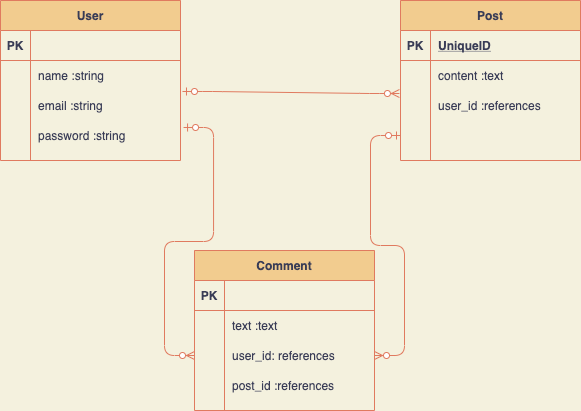 User
PK
name :string
email :string
password :string
Post
PK UniqueID
content :text
user_id :references
Comment
PK
text :text
user_id: references
post_id :references